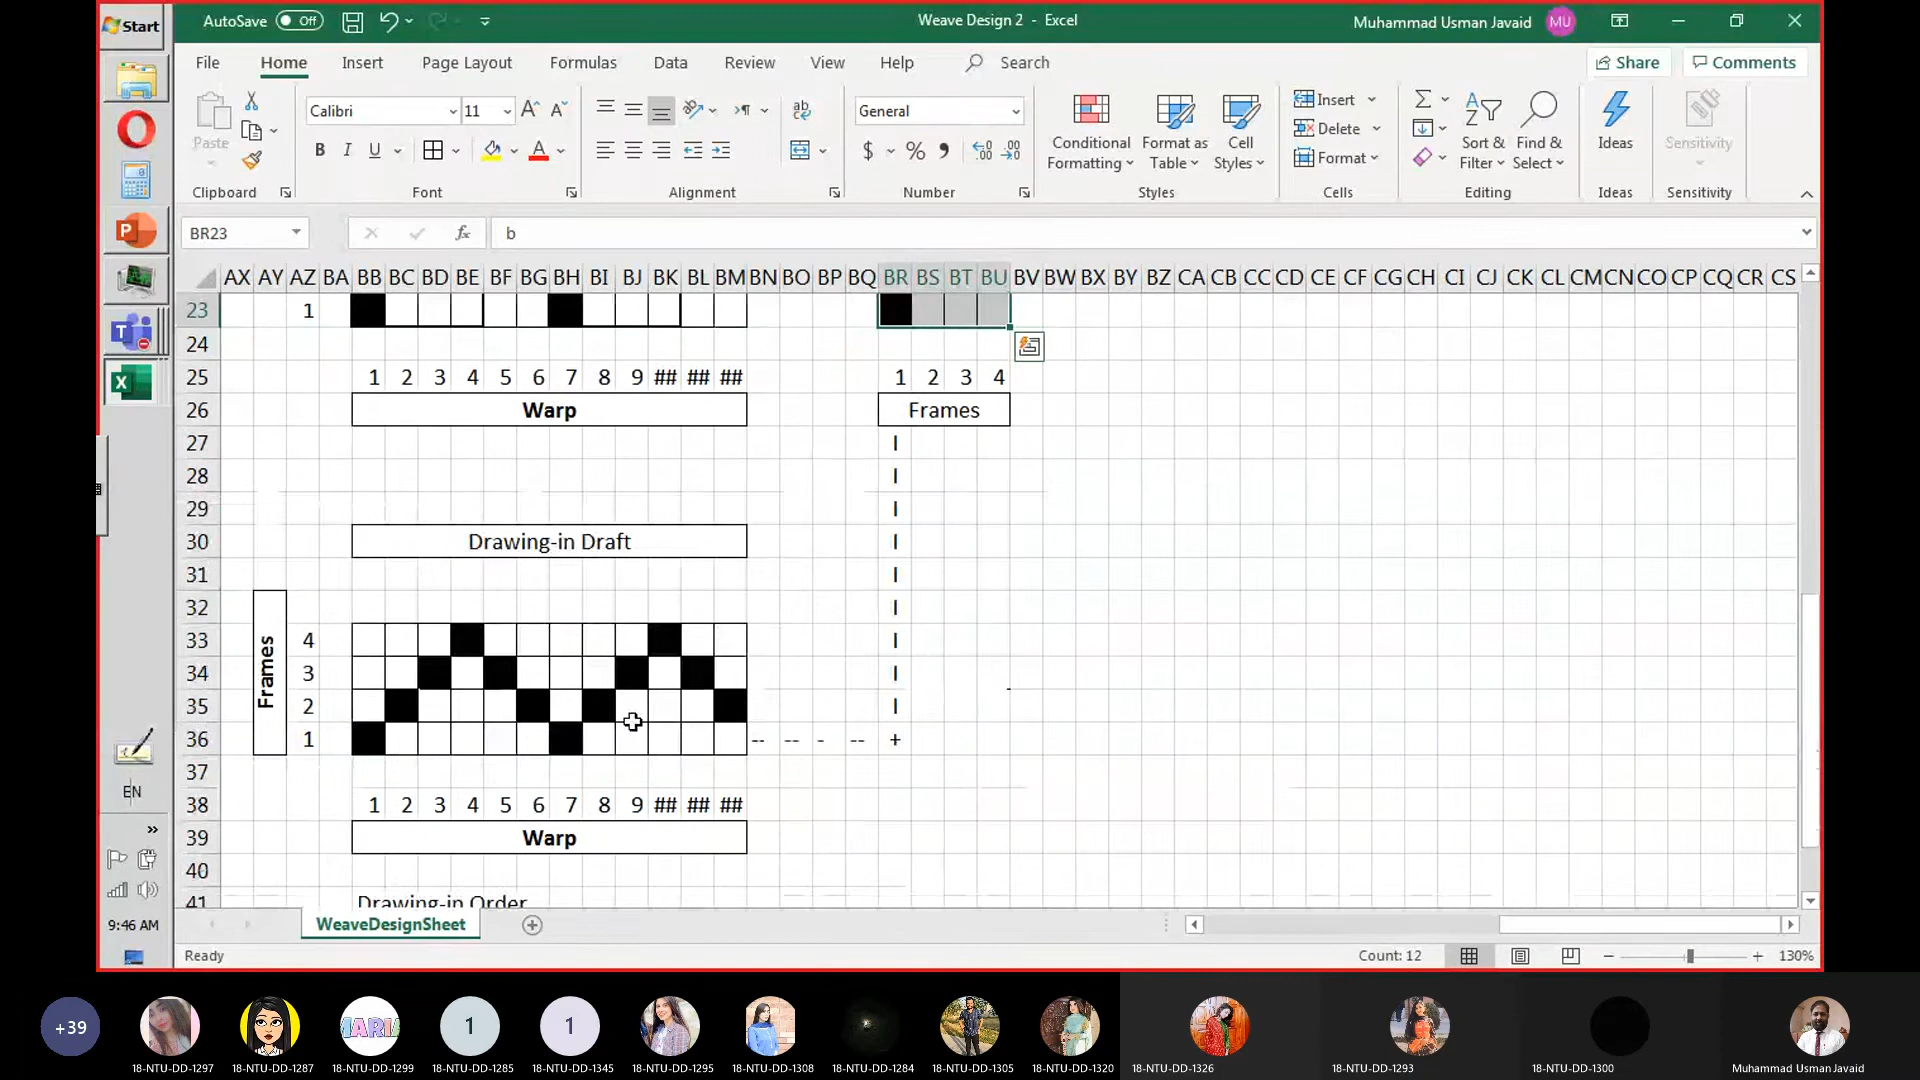 Start
AutoSave Off
Weave Design 2 - Excel
Muhammad Usman Javaid MU
File Home Insert Page Layout Formulas Data Review View Help Search
Share Comments
Paste
Clipboard
Calibri 11
B I U A
Font
Alignment
General
$ %
Number
Conditional Formatting
Format as Table
Cell Styles
Styles
Insert
Delete
Format
Cells
Sort & Filter
Find & Select
Editing
Ideas
Ideas
Sensitivity
Sensitivity
BR23 fx b
AX AY AZ BA BB BC BD BE BF BG BH BI BJ BK BL BM BN BO BP BQ BR BS BT BU BV BW BX BY BZ CA CB CC CD CE CF CG CH CI CJ CK CL CM CN CO CP CQ CR CS
23 1
24
25 1 2 3 4 5 6 7 8 9 ## ## ## 1 2 3 4
26 Warp Frames
27 I
28 I
29 I
30 Drawing-in Draft I
31 I
32 I
Frames
33 4 I
34 3 I
35 2 I
36 1 -- -- - -- +
37
38 1 2 3 4 5 6 7 8 9 ## ## ##
39 Warp
40
41 Drawing-in Order
EN
9:46 AM
WeaveDesignSheet
Ready Count: 12 130%
+39
MARIA
1
1
18-NTU-DD-1297 18-NTU-DD-1287 18-NTU-DD-1299 18-NTU-DD-1285 18-NTU-DD-1345 18-NTU-DD-1295 18-NTU-DD-1308 18-NTU-DD-1284 18-NTU-DD-1305 18-NTU-DD-1320 18-NTU-DD-1326 18-NTU-DD-1293 18-NTU-DD-1300 Muhammad Usman Javaid